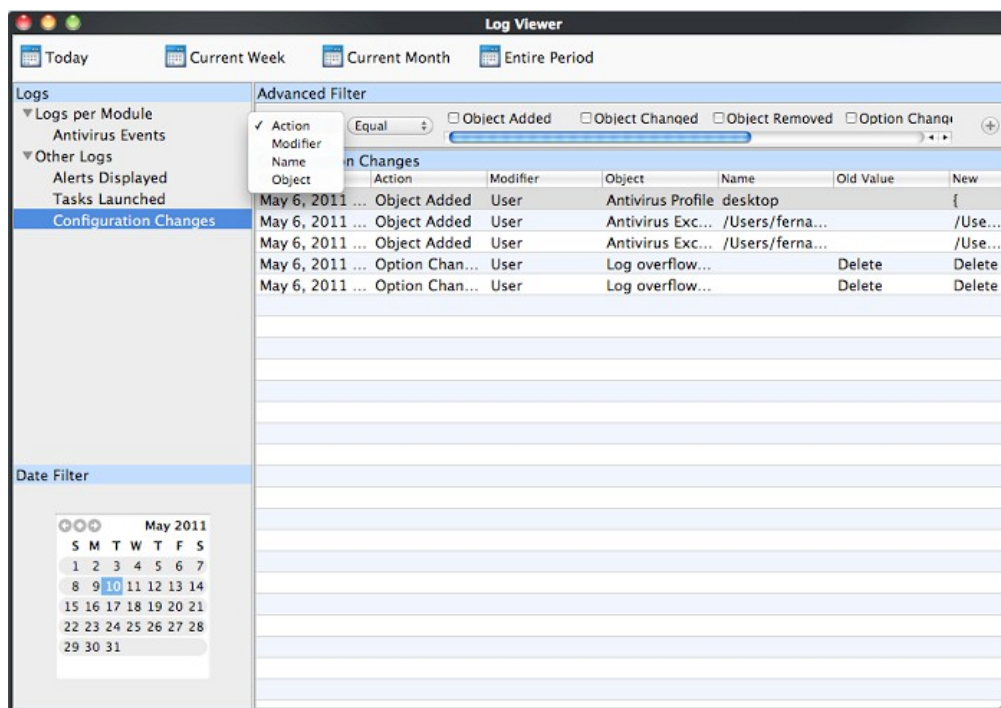 Log Viewer
Today
Current Week
Current Month
Entire Period
Logs
Logs per Module
Antivirus Events
Other Logs
Alerts Displayed
Tasks Launched
Configuration Changes
Advanced Filter
✓ Action
Modifier
Name
Object
Equal
Object Added
Object Changed
Object Removed
Option Chang
n Changes
Action Modifier Object Name Old Value New
May 6, 2011 ... Object Added User Antivirus Profile desktop {
May 6, 2011 ... Object Added User Antivirus Exc... /Users/ferna... /Use...
May 6, 2011 ... Object Added User Antivirus Exc... /Users/ferna... /Use...
May 6, 2011 ... Option Chan... User Log overflow... Delete Delete
May 6, 2011 ... Option Chan... User Log overflow... Delete Delete
Date Filter
May 2011
S M T W T F S
1 2 3 4 5 6 7
8 9 10 11 12 13 14
15 16 17 18 19 20 21
22 23 24 25 26 27 28
29 30 31